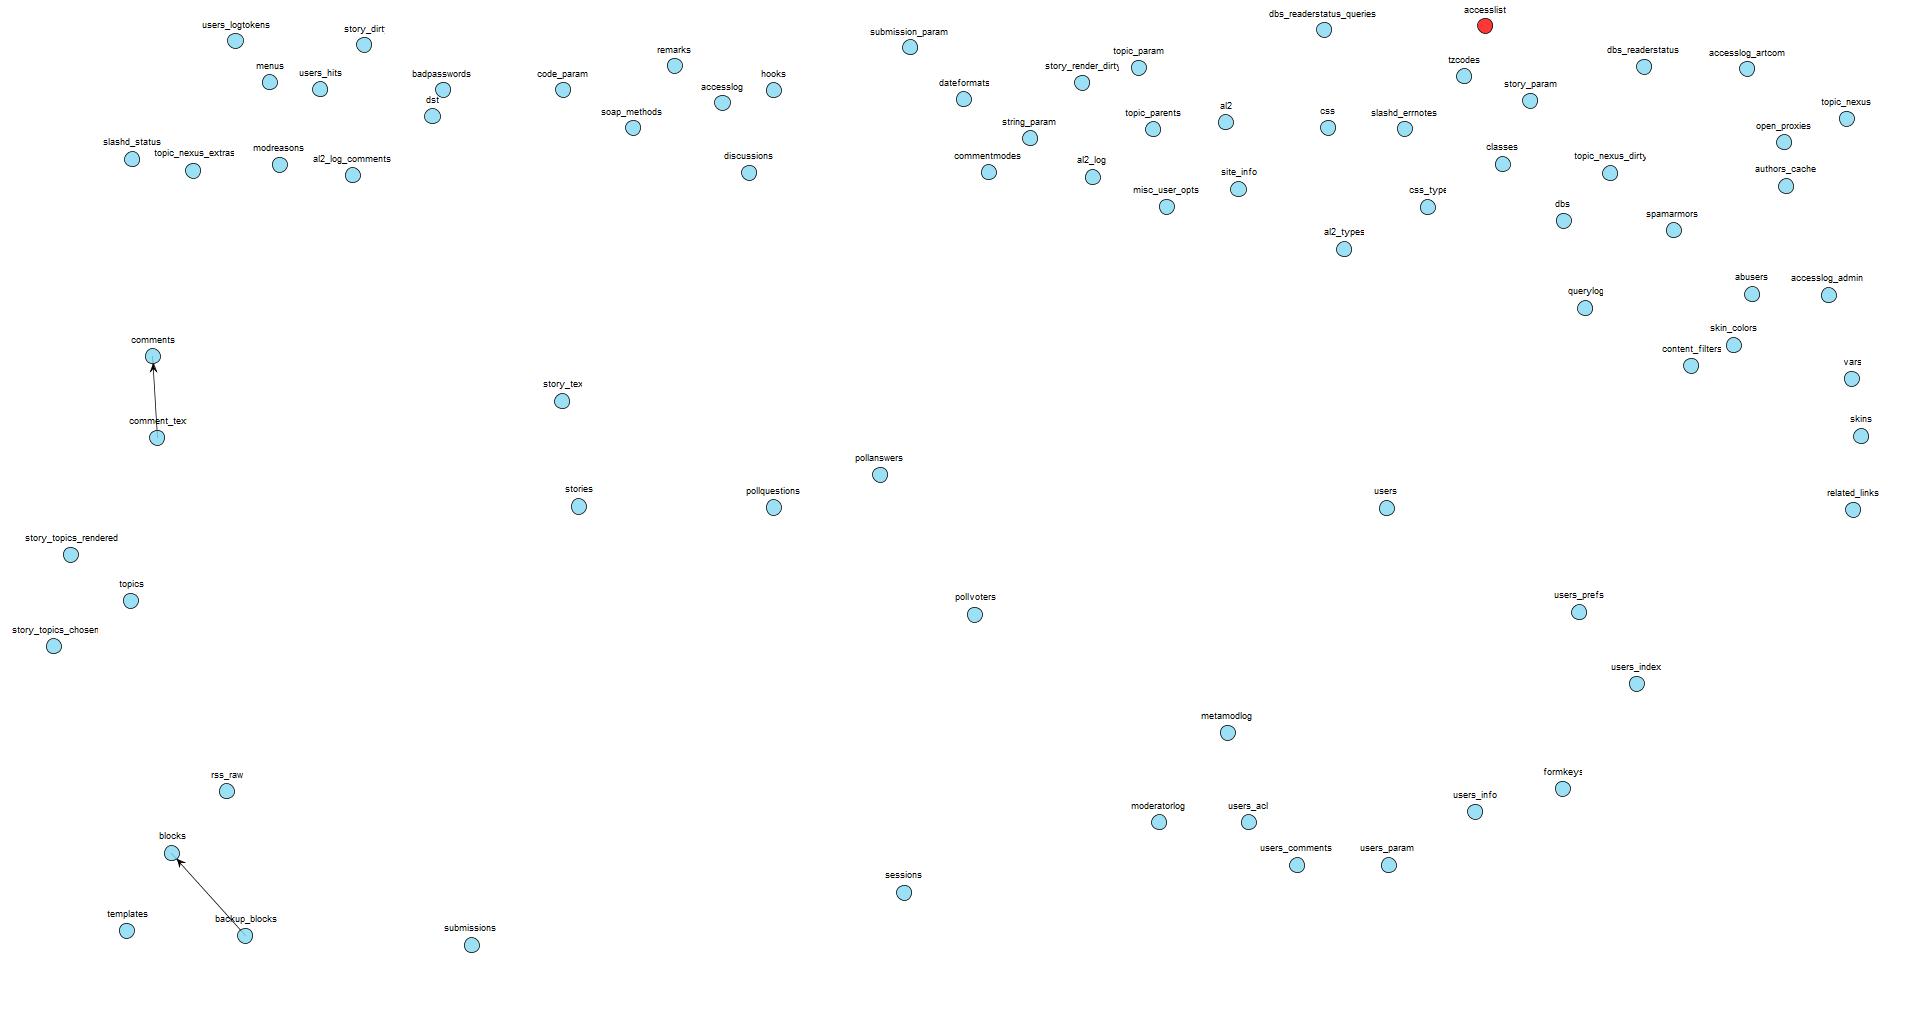 accesslist
dbs_readerstatus_queries
users_logtokens
story_dirt
submission_param
remarks
topic_param
dbs_readerstatus
accesslog_artcom
tzcodes
menus
users_hits
badpasswords
code_param
hooks
story_render_dirty
accesslog
dateformats
story_param
dst
soap_methods
string_param
topic_parents
al2
css
slashd_errnotes
topic_nexus
open_proxies
slashd_status
topic_nexus_extras
modreasons
al2_log_comments
discussions
commentmodes
al2_log
classes
topic_nexus_dirty
site_info
authors_cache
misc_user_opts
css_type
dbs
spamarmors
al2_types
abusers
accesslog_admin
querylog
skin_colors
comments
content_filters
vars
story_tex
comment_tex
skins
pollanswers
stories
pollquestions
users
related_links
story_topics_rendered
topics
pollvoters
users_prefs
story_topics_chosen
users_index
metamodlog
rss_raw
formkeys
users_info
moderatorlog
users_acl
blocks
users_comments
users_param
sessions
templates
backup_blocks
submissions